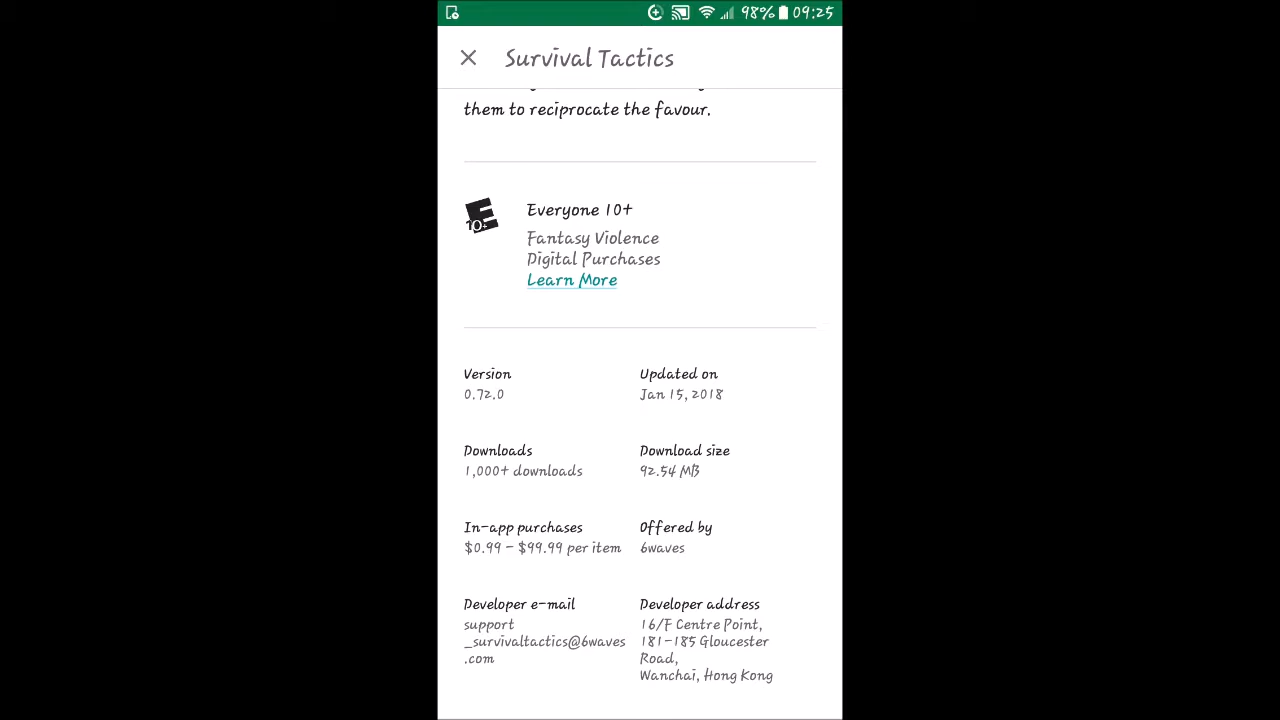 98% 09:25
Survival Tactics
them to reciprocate the favour.
10+
Everyone 10+
Fantasy Violence
Digital Purchases
Learn More
Version
0.72.0
Updated on
Jan 15, 2018
Downloads
1,000+ downloads
Download size
92.54 MB
In-app purchases
$0.99 - $99.99 per item
Offered by
6waves
Developer e-mail
support
_survivaltactics@6waves
.com
Developer address
16/F Centre Point,
181-185 Gloucester
Road,
Wanchai, Hong Kong